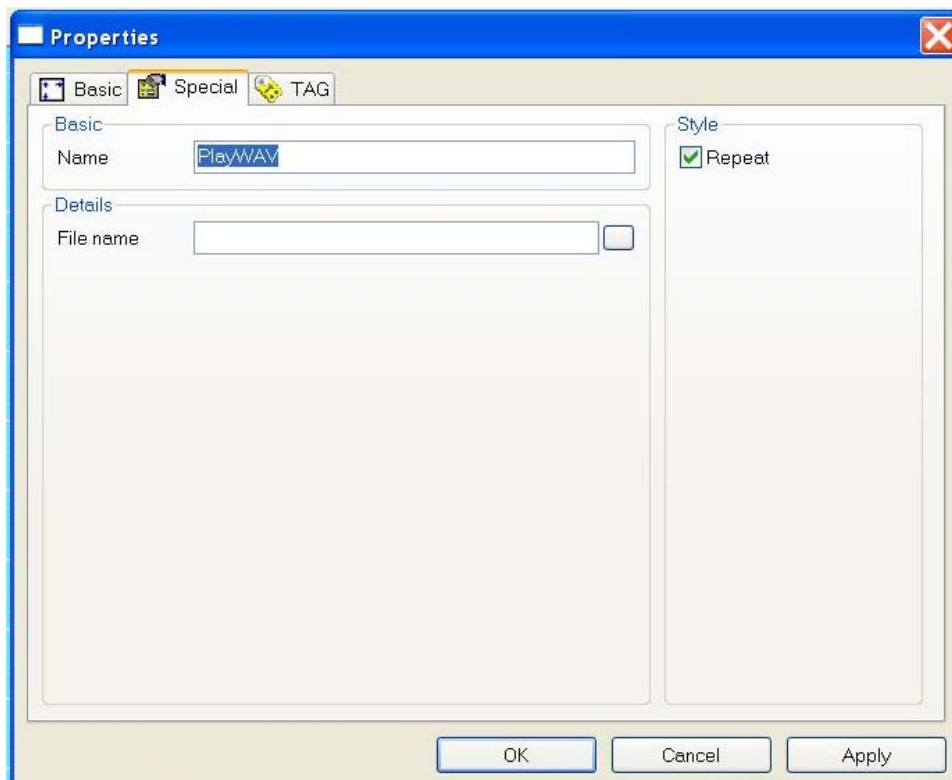 Properties
Basic Special TAG
Basic
Name PlayWAV
Details
File name
Style
Repeat
OK Cancel Apply